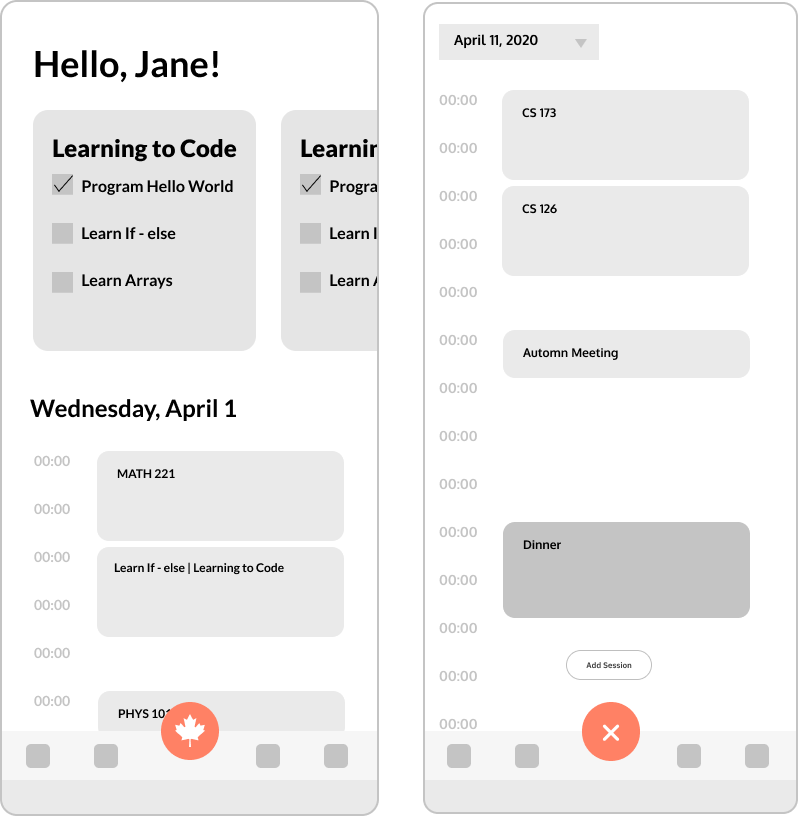 Hello, Jane!
Learning to Code
Program Hello World
Learn If - else
Learn Arrays
Learnin
Progra
Learn I
Learn A
Wednesday, April 1
00:00
MATH 221
00:00
00:00
Learn If - else | Learning to Code
00:00
00:00
00:00
PHYS 101
April 11, 2020
00:00
CS 173
00:00
00:00
CS 126
00:00
00:00
00:00
Automn Meeting
00:00
00:00
00:00
00:00
Dinner
00:00
00:00
Add Session
00:00
00:00